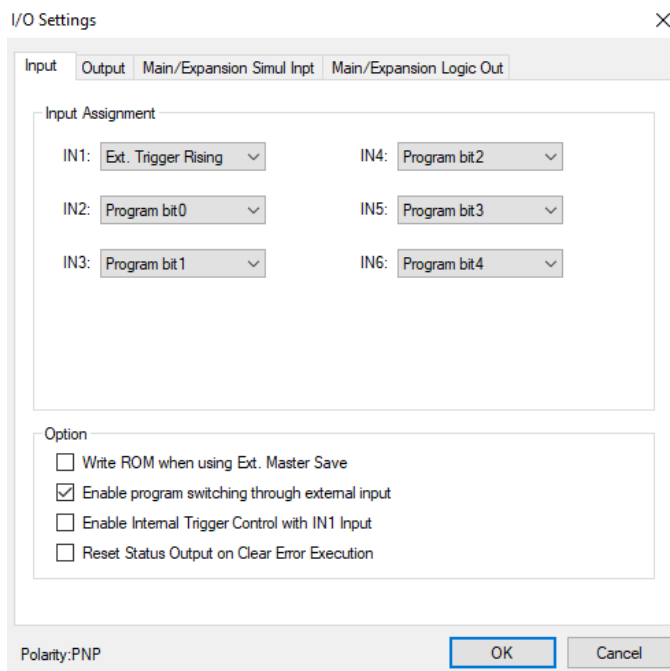 I/O Settings
Input Output Main/Expansion Simul Inpt Main/Expansion Logic Out
Input Assignment
IN1: Ext. Trigger Rising IN4: Program bit2
IN2: Program bit0 IN5: Program bit3
IN3: Program bit1 IN6: Program bit4
Option
Write ROM when using Ext. Master Save
Enable program switching through external input
Enable Internal Trigger Control with IN1 Input
Reset Status Output on Clear Error Execution
Polarity:PNP OK Cancel